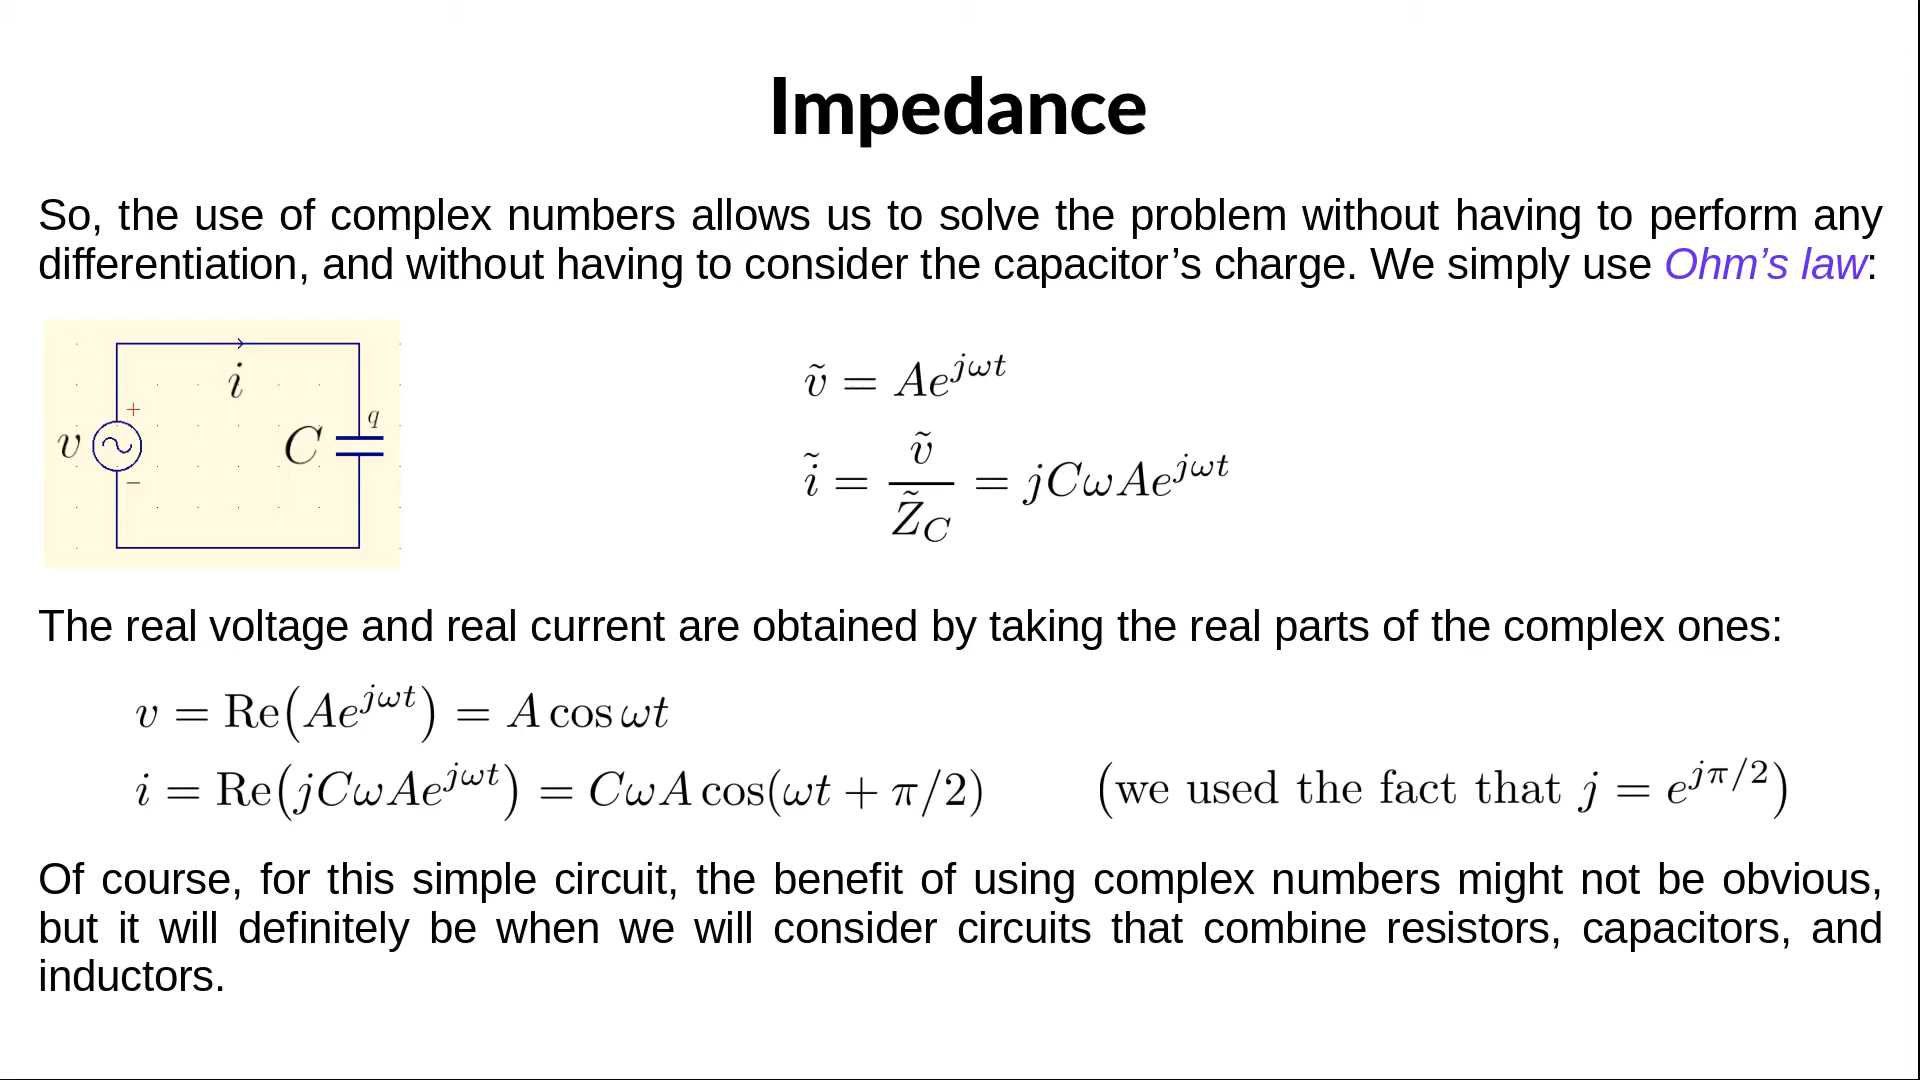 Impedance
So, the use of complex numbers allows us to solve the problem without having to perform any
differentiation, and without having to consider the capacitor’s charge. We simply use Ohm’s law:
i
+
q
v
C
−
ṽ = Ae^{jωt}
ĩ = ṽ / Z̃_C = jCωAe^{jωt}
The real voltage and real current are obtained by taking the real parts of the complex ones:
v = Re(Ae^{jωt}) = A cos ωt
i = Re(jCωAe^{jωt}) = CωA cos(ωt + π/2) (we used the fact that j = e^{jπ/2})
Of course, for this simple circuit, the benefit of using complex numbers might not be obvious,
but it will definitely be when we will consider circuits that combine resistors, capacitors, and
inductors.